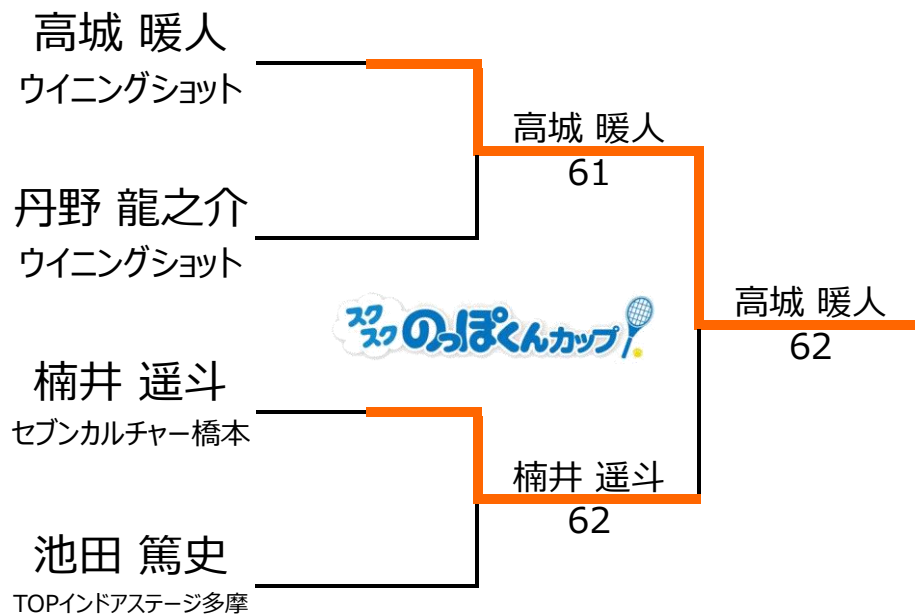 高城 暖人
ウイニングショット
高城 暖人
61
丹野 龍之介
ウイニングショット
スクスク のっぽくんカップ
高城 暖人
62
楠井 遥斗
セブンカルチャー橋本
楠井 遥斗
62
池田 篤史
TOPインドアステージ多摩